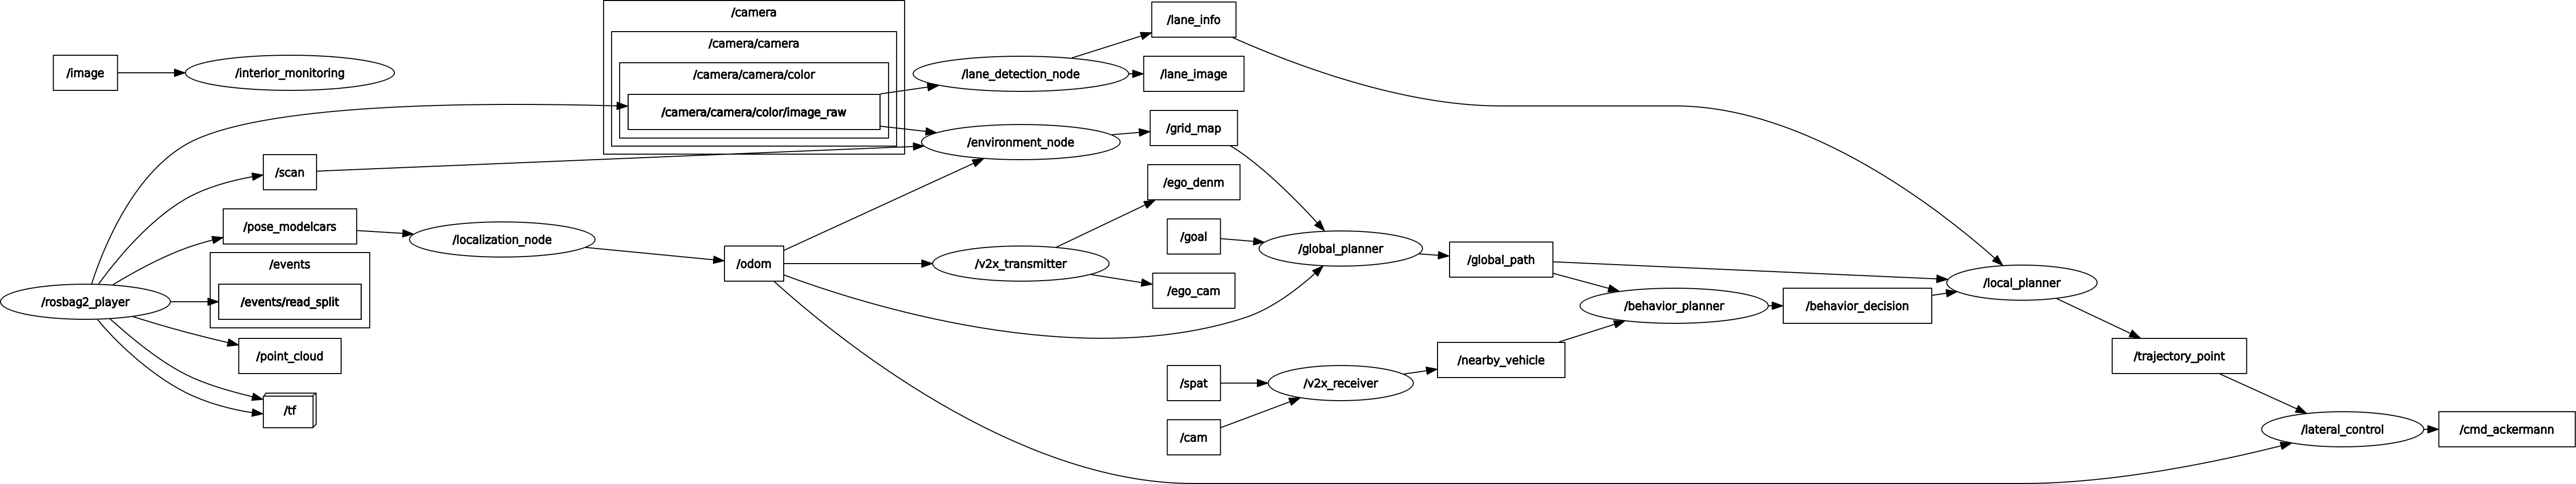 /camera
/lane_info
/camera/camera
/image
/interior_monitoring
/camera/camera/color
/lane_detection_node
/lane_image
/camera/camera/color/image_raw
/grid_map
/environment_node
/scan
/ego_denm
/pose_modelcars
/localization_node
/goal
/global_planner
/events
/odom
/v2x_transmitter
/global_path
/local_planner
/ego_cam
/rosbag2_player
/events/read_split
/behavior_planner
/behavior_decision
/point_cloud
/nearby_vehicle
/trajectory_point
/spat
/v2x_receiver
/tf
/cam
/lateral_control
/cmd_ackermann